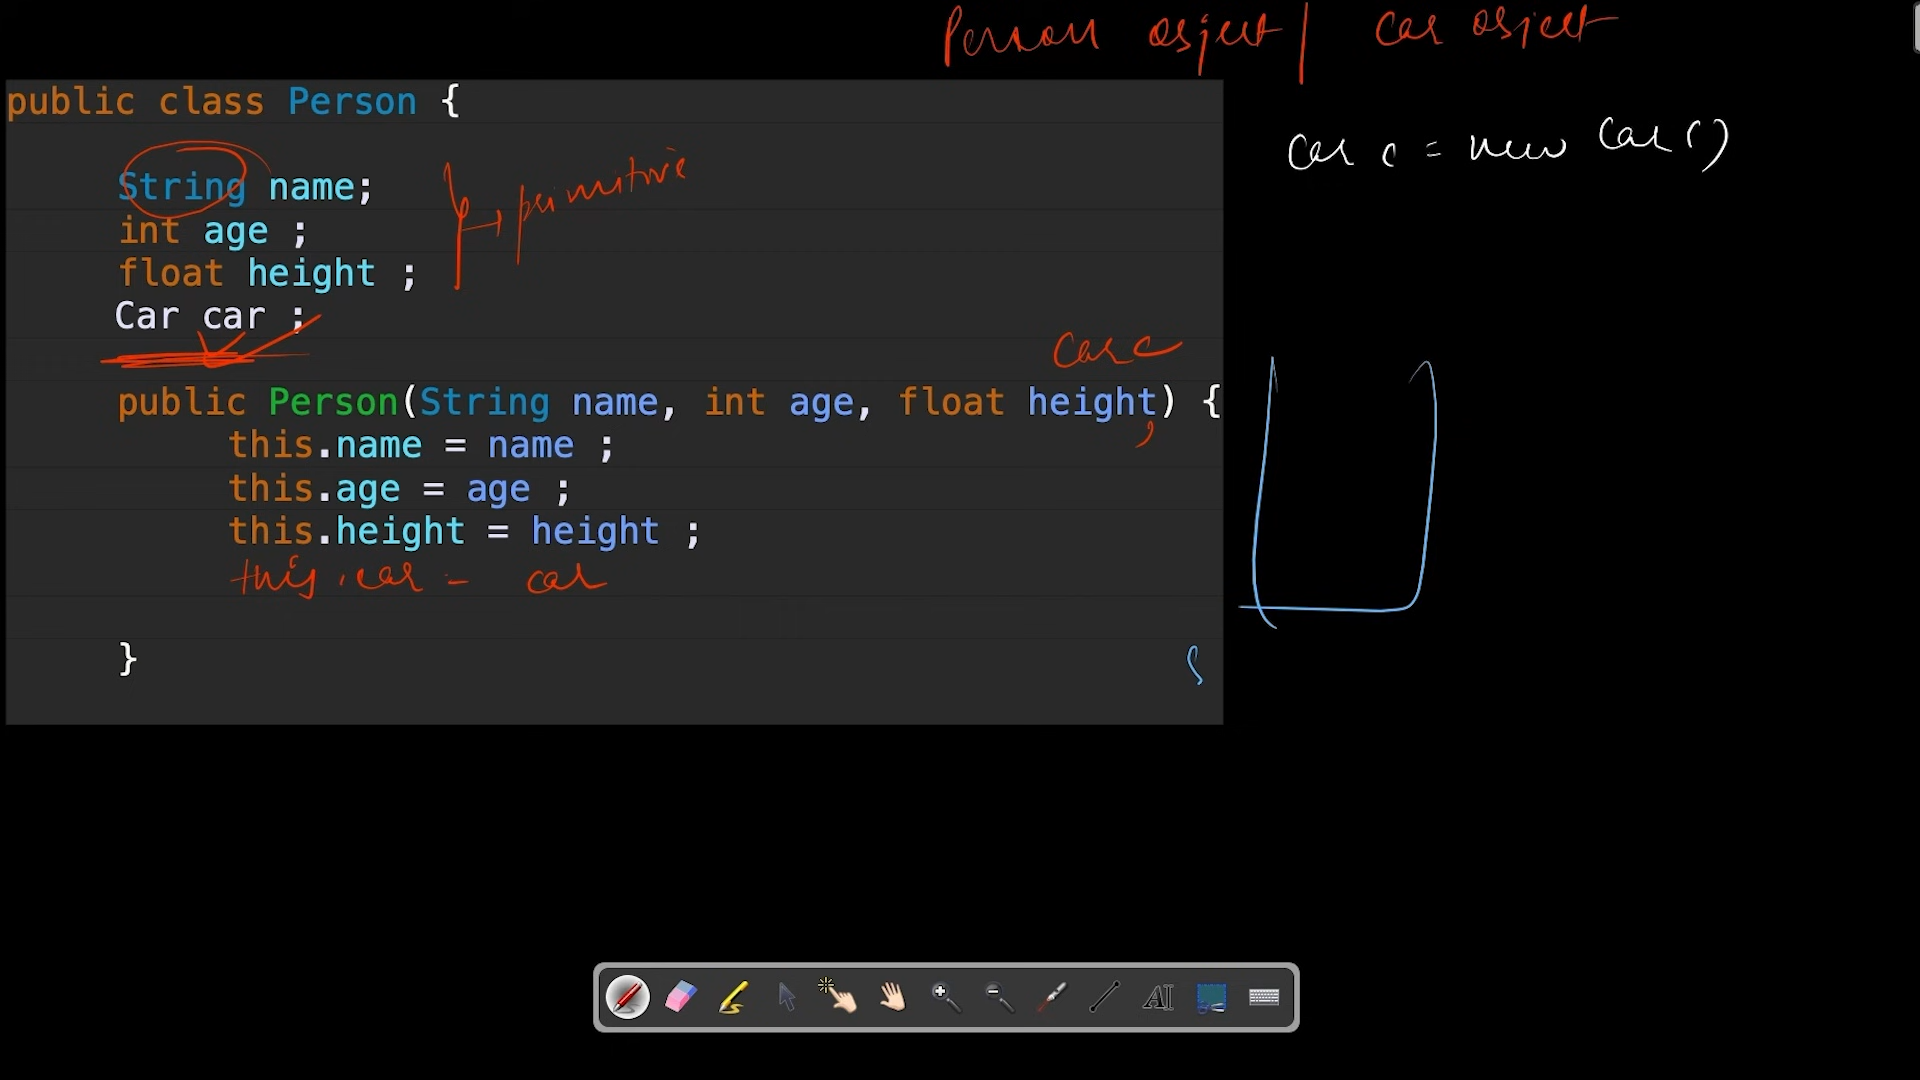 Person object | Car object
public class Person {
Car c = new Car()
String name;
int age ;
float height ;
primitive
Car car ;
Car c
public Person(String name, int age, float height) {
,
this.name = name ;
this.age = age ;
this.height = height ;
this.car = car
}